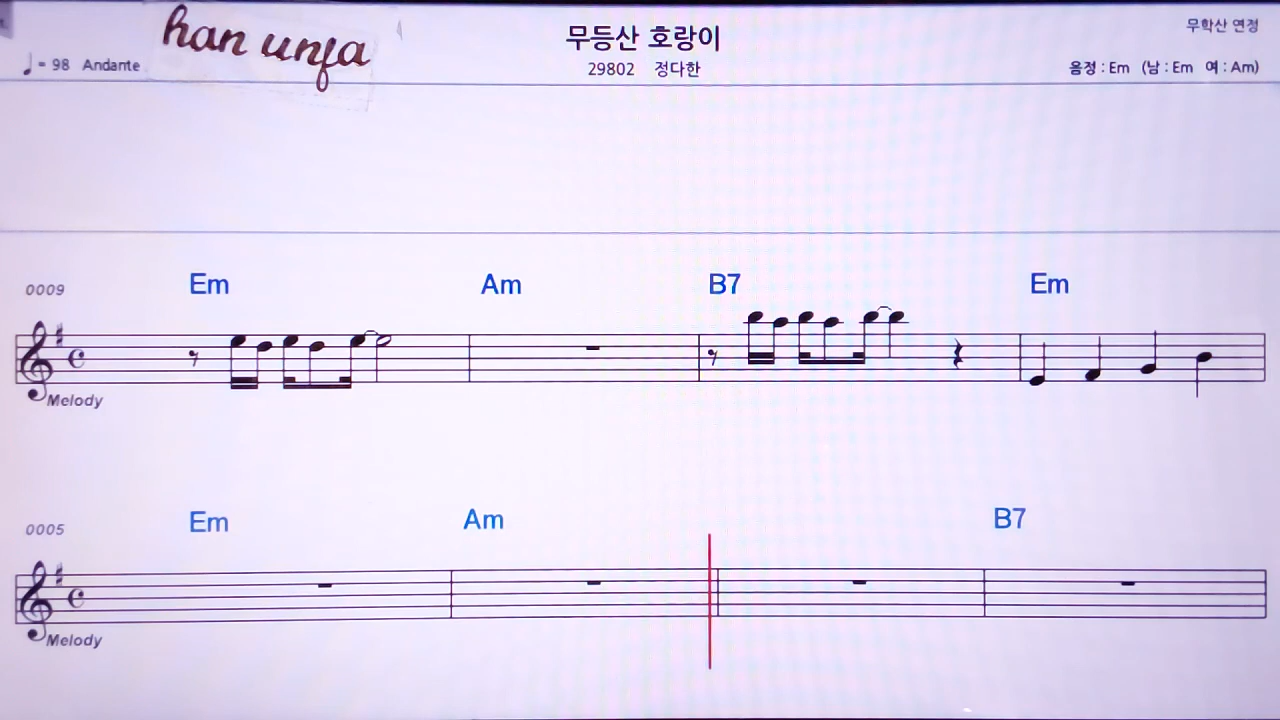 han unja
무등산 호랑이
무학산 연정
♩ = 98 Andante
29802 정다한
음정 : Em (남 : Em 여 : Am)
0009 Em Am B7 Em
Melody
0005 Em Am B7
Melody